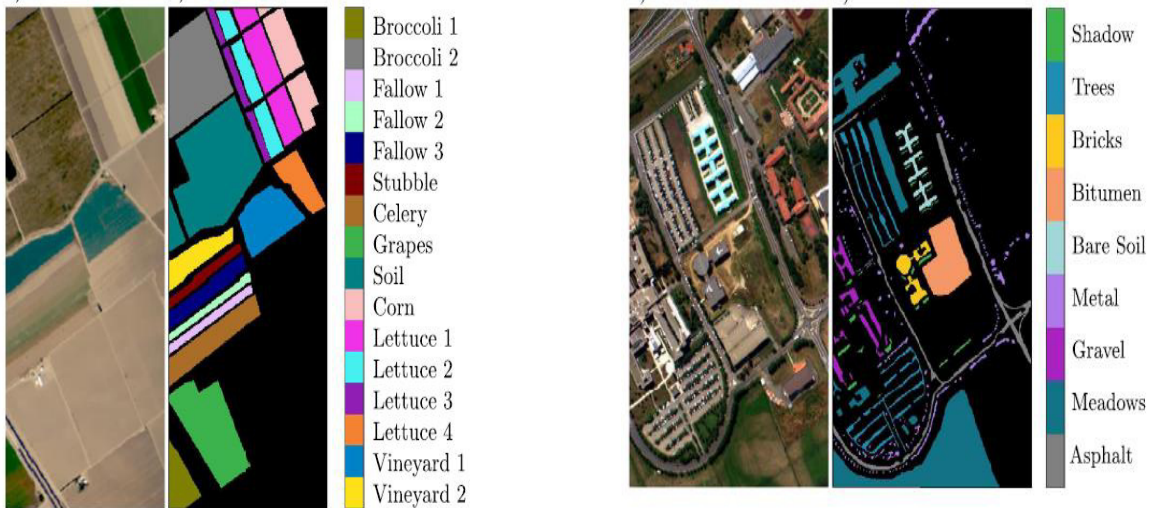 Broccoli 1
Broccoli 2
Fallow 1
Fallow 2
Fallow 3
Stubble
Celery
Grapes
Soil
Corn
Lettuce 1
Lettuce 2
Lettuce 3
Lettuce 4
Vineyard 1
Vineyard 2
Shadow
Trees
Bricks
Bitumen
Bare Soil
Metal
Gravel
Meadows
Asphalt